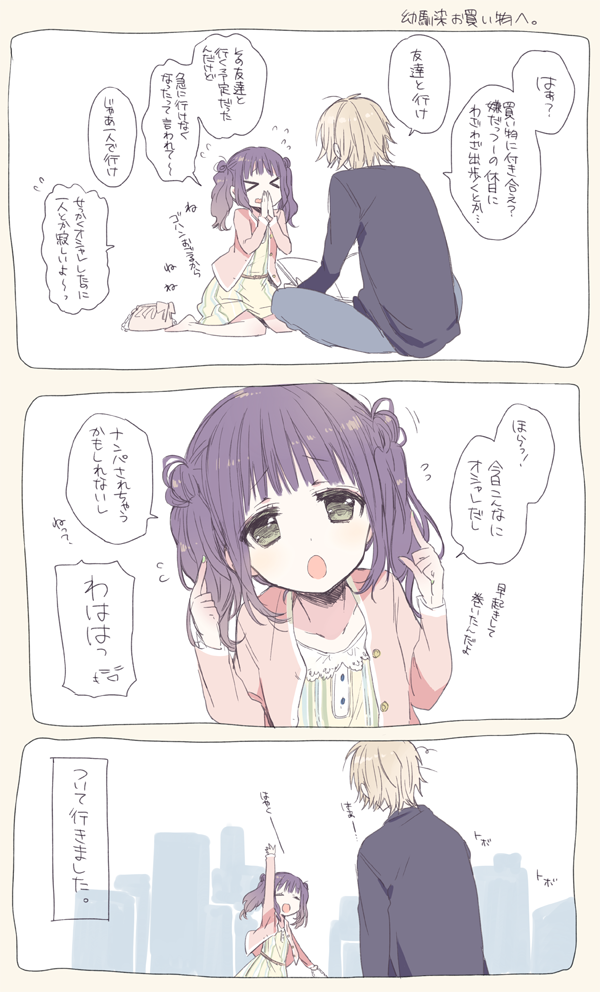 幼馴染お買い物へ。
はぁ?
買い物に付き合え?
嫌だっつーの休日に
わざわざ出歩くとか…
友達と行け
行く予定だった
んだけど
急に行けなく
なったって言われて〜
じゃあ一人で行け
せっかくオシャレしたのに
一人とか寂しいよ〜っ
ね
ゴハンおごるから
ね
ね
ほらっ!
今日こんなに
オシャレだし
早起きして
巻いたんだよ
ナンパされちゃう
かもしれないし
ねっ?
わははっ
はぁー…
トボ
トボ
はやくー
ついて行きました。